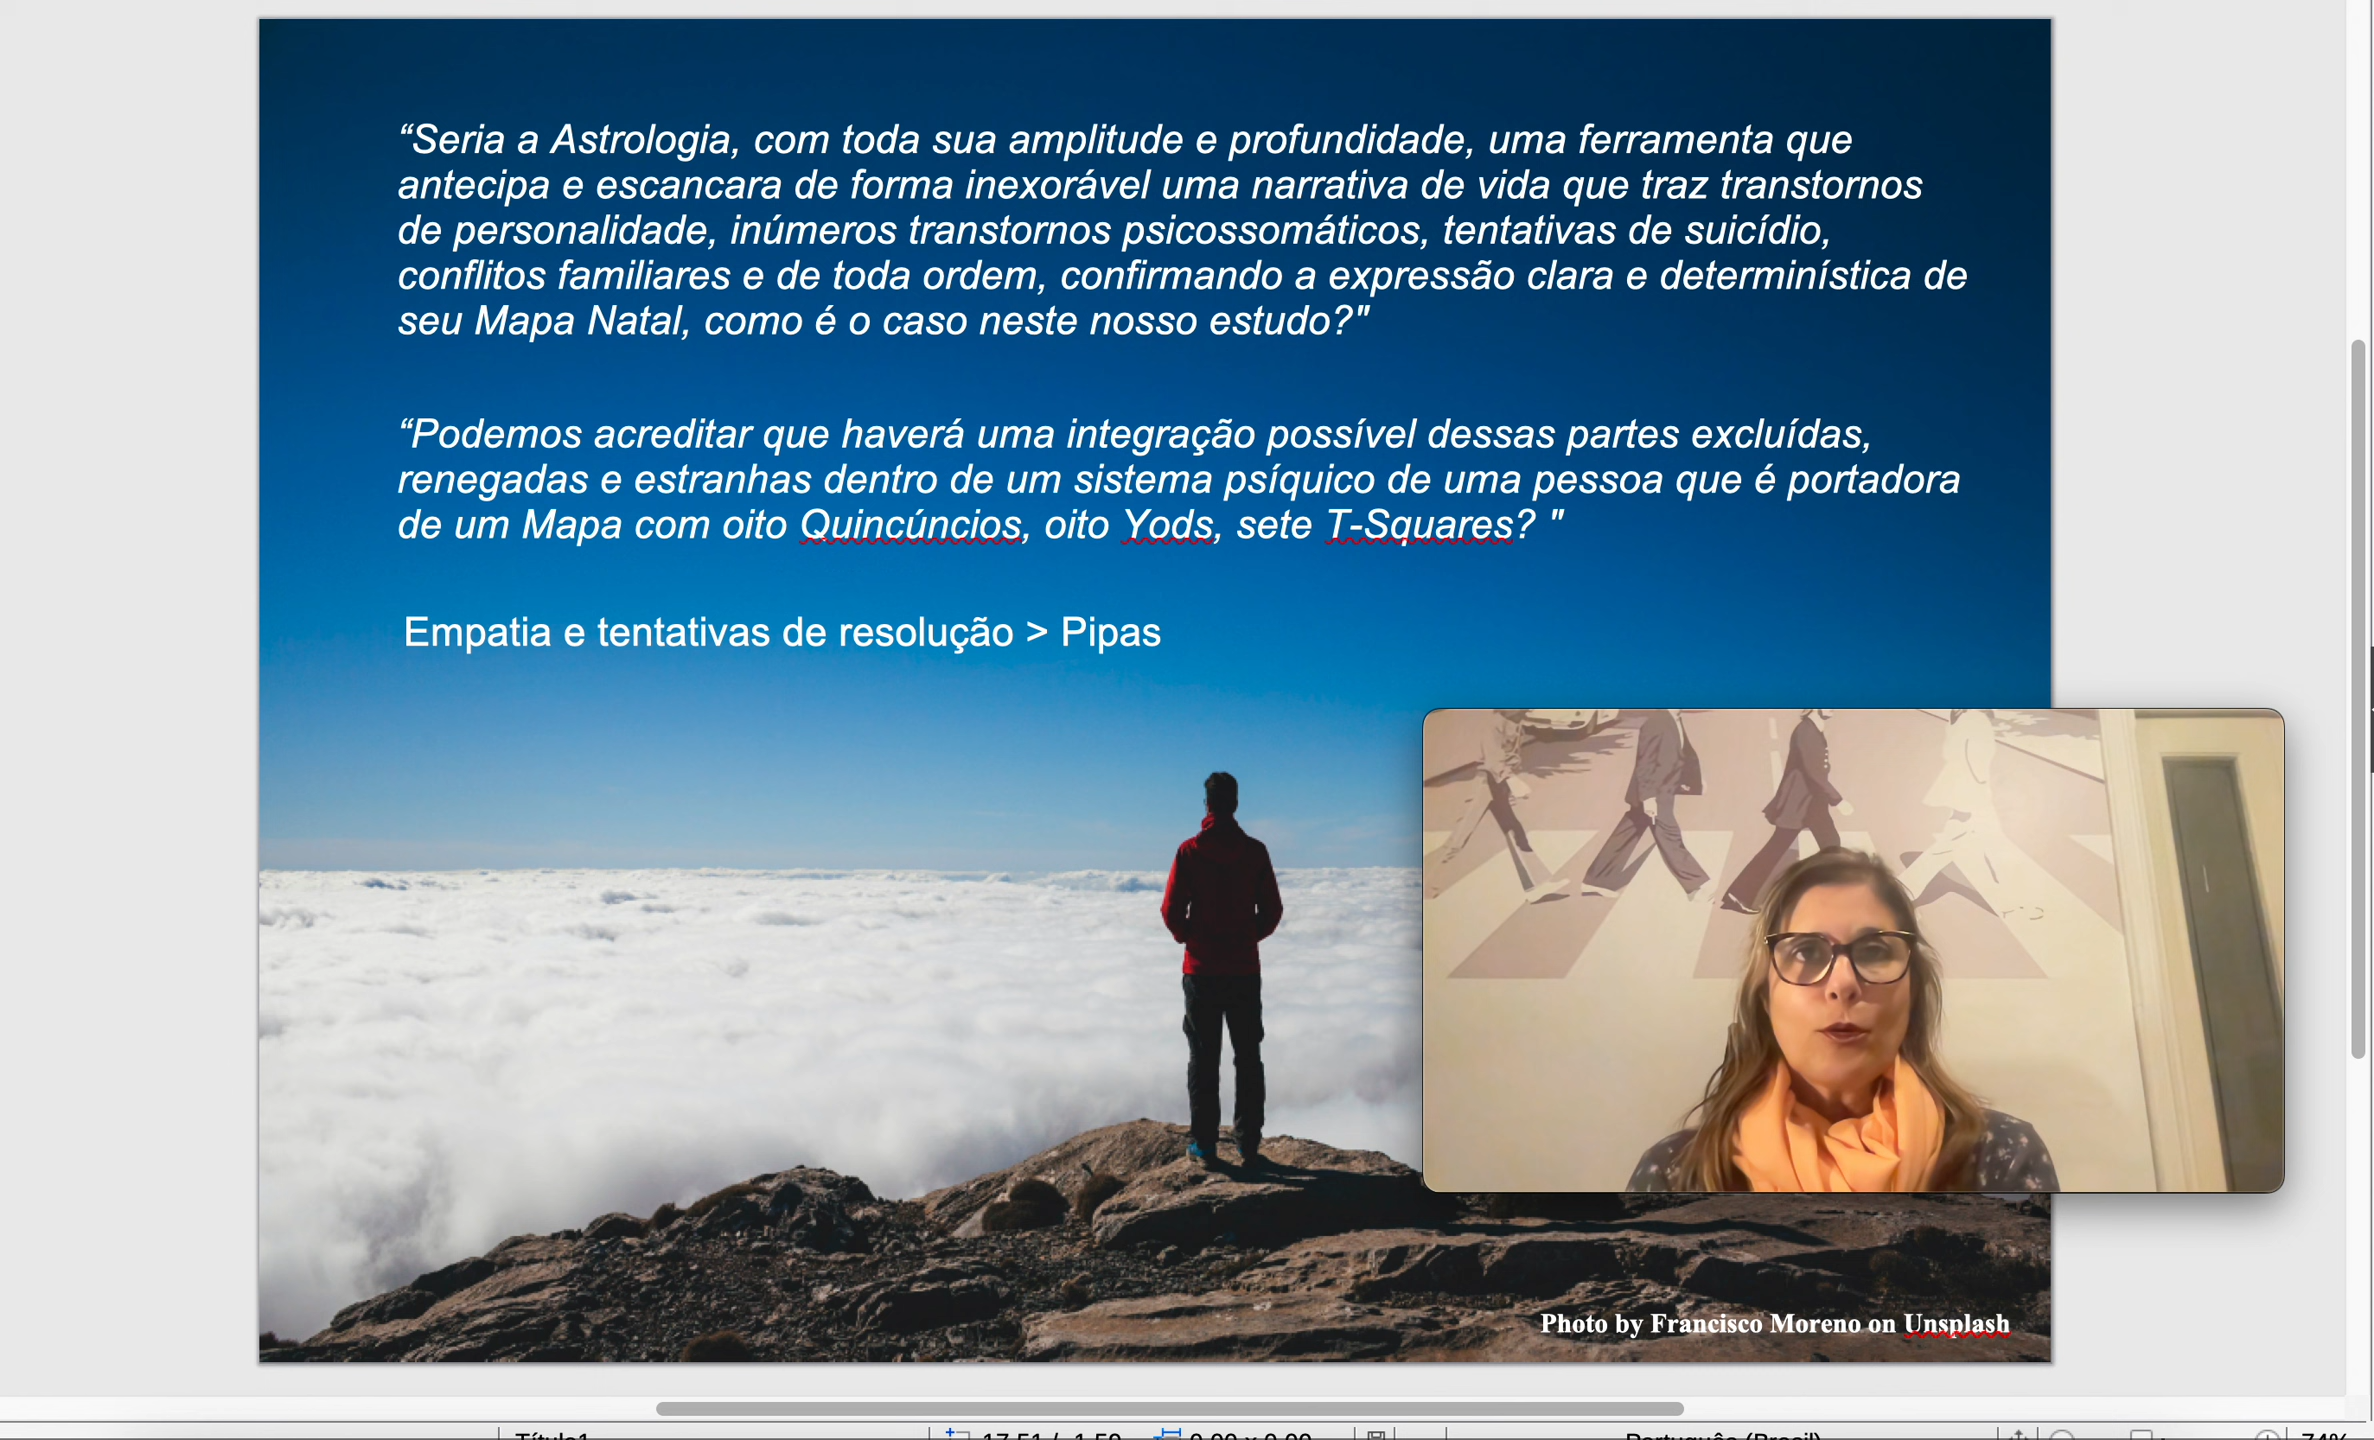 “Seria a Astrologia, com toda sua amplitude e profundidade, uma ferramenta que
antecipa e escancara de forma inexorável uma narrativa de vida que traz transtornos
de personalidade, inúmeros transtornos psicossomáticos, tentativas de suicídio,
conflitos familiares e de toda ordem, confirmando a expressão clara e determinística de
seu Mapa Natal, como é o caso neste nosso estudo?"
“Podemos acreditar que haverá uma integração possível dessas partes excluídas,
renegadas e estranhas dentro de um sistema psíquico de uma pessoa que é portadora
de um Mapa com oito Quincúncios, oito Yods, sete T-Squares? "
Empatia e tentativas de resolução > Pipas
Photo by Francisco Moreno on Unsplash
Título1
Português (Brasil)
74%